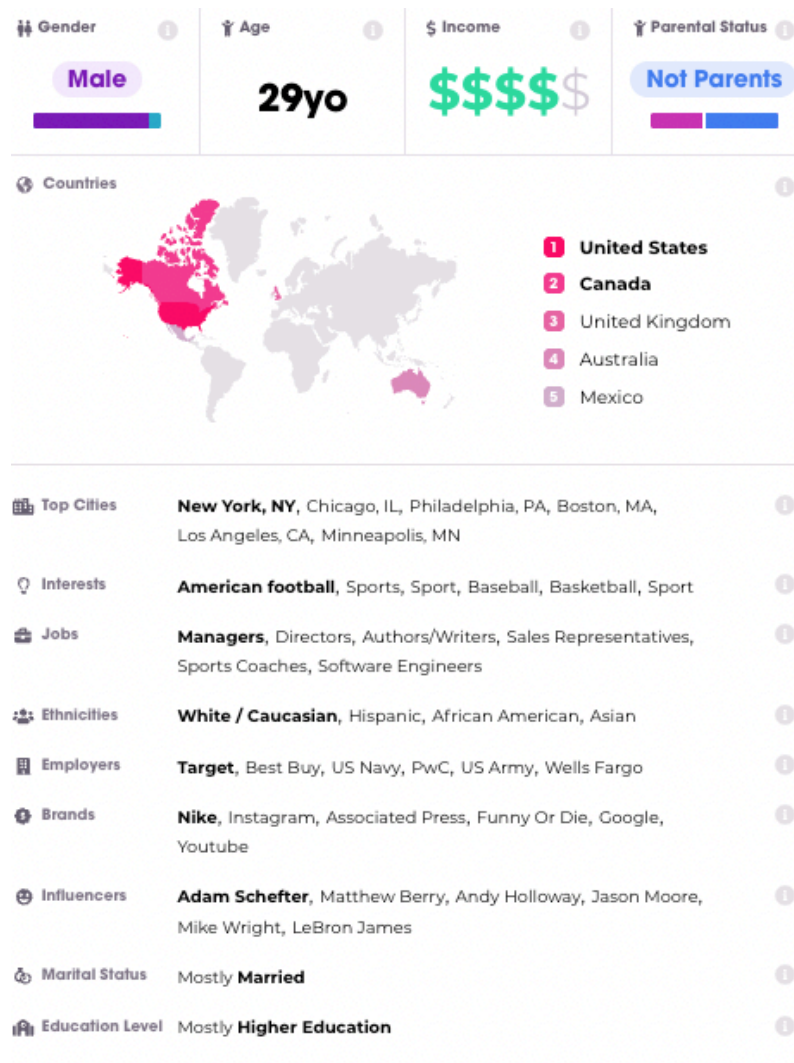 Gender
Age
$ Income
Parental Status
Male
29yo
$$$$$
Not Parents
Countries
1 United States
2 Canada
3 United Kingdom
4 Australia
5 Mexico
Top Cities
New York, NY, Chicago, IL, Philadelphia, PA, Boston, MA,
Los Angeles, CA, Minneapolis, MN
Interests
American football, Sports, Sport, Baseball, Basketball, Sport
Jobs
Managers, Directors, Authors/Writers, Sales Representatives,
Sports Coaches, Software Engineers
Ethnicities
White / Caucasian, Hispanic, African American, Asian
Employers
Target, Best Buy, US Navy, PwC, US Army, Wells Fargo
Brands
Nike, Instagram, Associated Press, Funny Or Die, Google,
Youtube
Influencers
Adam Schefter, Matthew Berry, Andy Holloway, Jason Moore,
Mike Wright, LeBron James
Marital Status
Mostly Married
Education Level
Mostly Higher Education